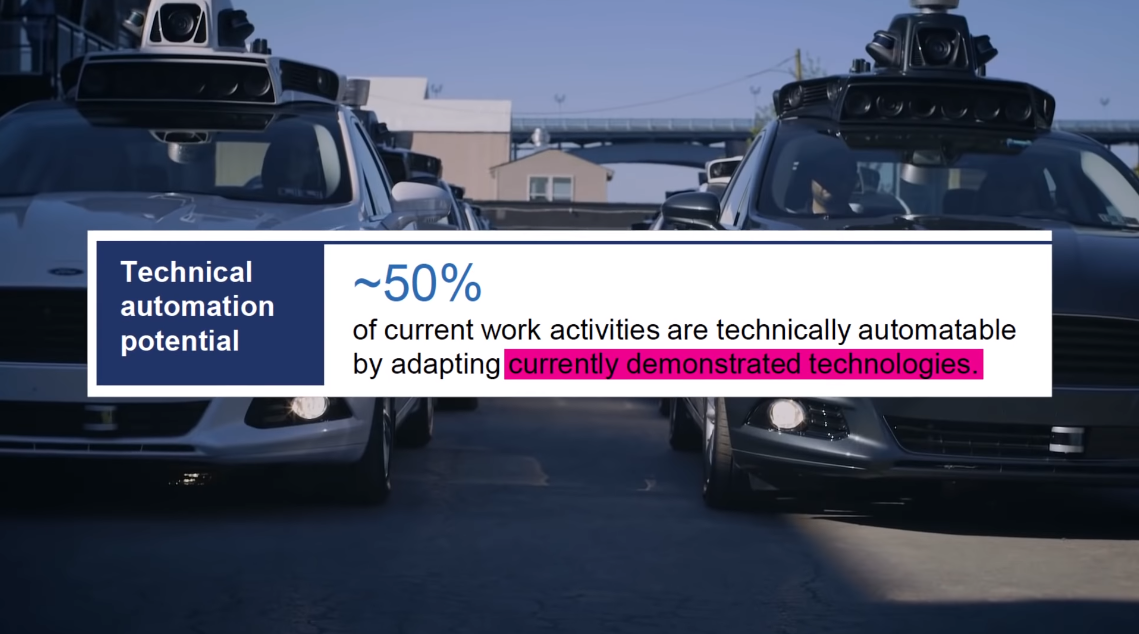 Technical
automation
potential
~50%
of current work activities are technically automatable
by adapting currently demonstrated technologies.